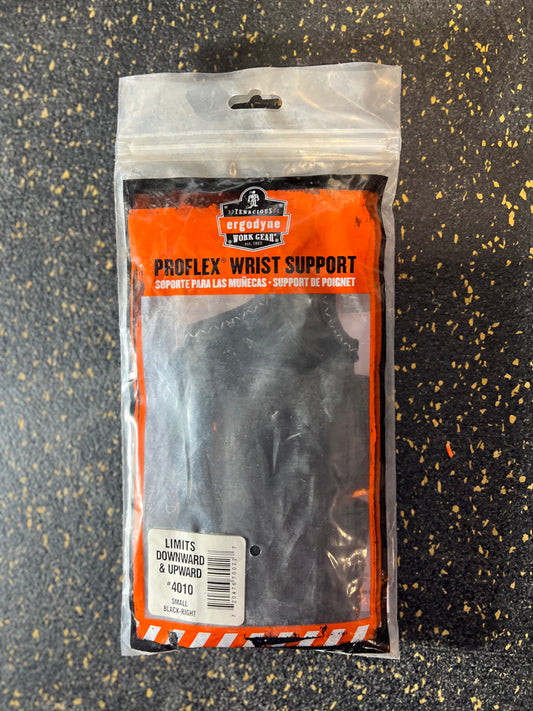 TENACIOUS
ergodyne
WORK GEAR
EST. 1983
PROFLEX® WRIST SUPPORT
SOPORTE PARA LAS MUÑECAS • SUPPORT DE POIGNET
LIMITS
DOWNWARD
& UPWARD
#4010
SMALL
BLACK-RIGHT